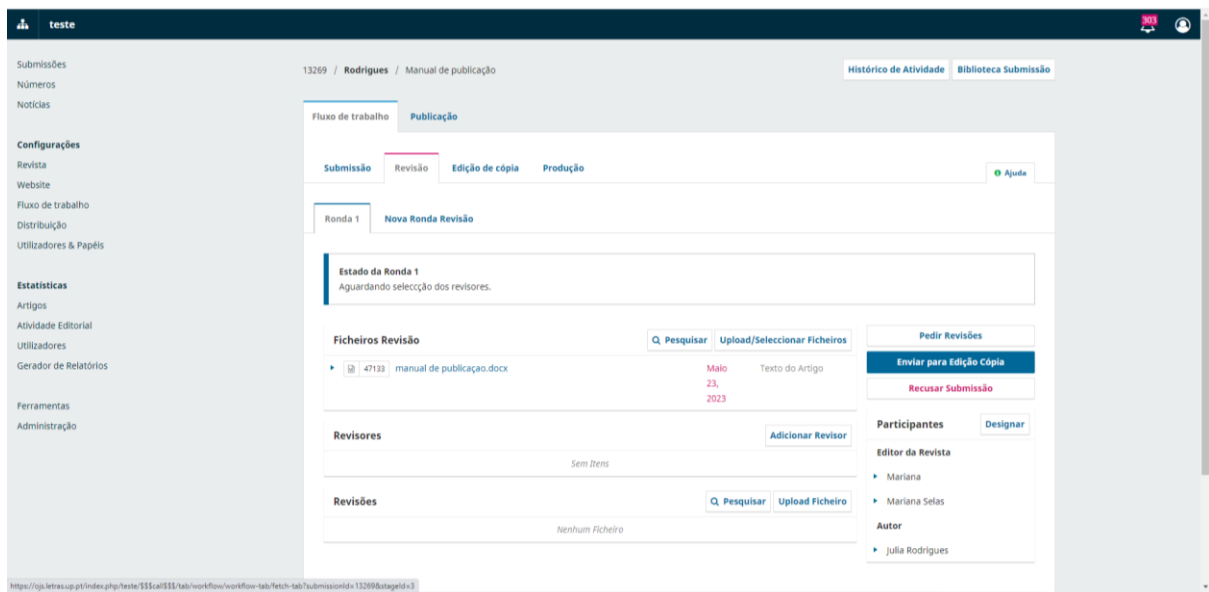 teste
303
Submissões
Números
Notícias
Configurações
Revista
Website
Fluxo de trabalho
Distribuição
Utilizadores & Papéis
Estatísticas
Artigos
Atividade Editorial
Utilizadores
Gerador de Relatórios
Ferramentas
Administração
13269 / Rodrigues / Manual de publicação
Histórico de Atividade
Biblioteca Submissão
Fluxo de trabalho
Publicação
Submissão
Revisão
Edição de cópia
Produção
Ajuda
Ronda 1
Nova Ronda Revisão
Estado da Ronda 1
Aguardando selecção dos revisores.
Ficheiros Revisão
Pesquisar
Upload/Seleccionar Ficheiros
47133 manual de publicaçao.docx
Maio
23,
2023
Texto do Artigo
Revisores
Adicionar Revisor
Sem Itens
Revisões
Pesquisar
Upload Ficheiro
Nenhum Ficheiro
Pedir Revisões
Enviar para Edição Cópia
Recusar Submissão
Participantes
Designar
Editor da Revista
Mariana
Mariana Selas
Autor
Julia Rodrigues
https://ojs.letras.up.pt/index.php/teste/$$$call$$$/tab/workflow/workflow-tab/fetch-tab?submissionId=13269&stageId=3